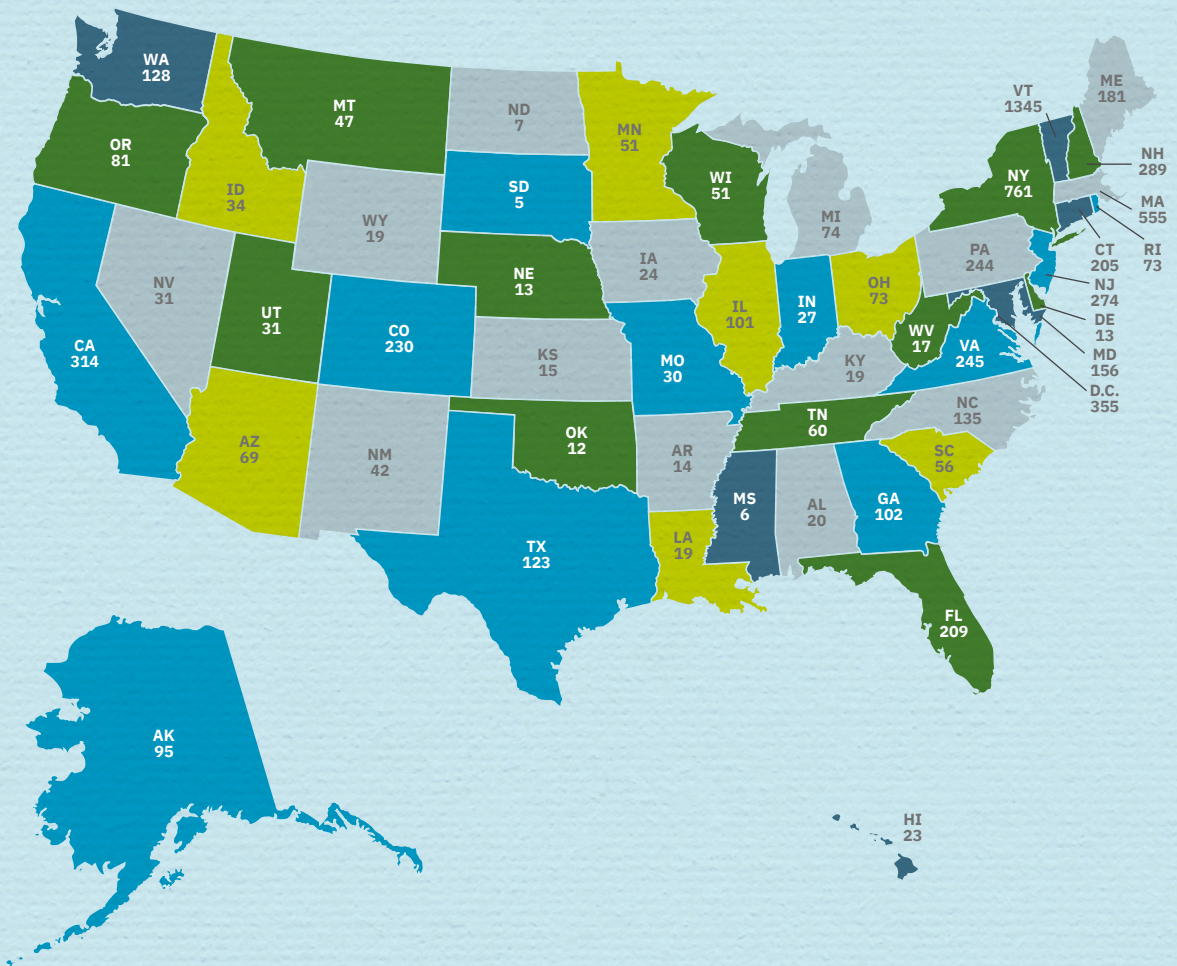 WA
128
OR
81
CA
314
ID
34
NV
31
MT
47
WY
19
UT
31
AZ
69
CO
230
NM
42
ND
7
SD
5
NE
13
KS
15
OK
12
TX
123
MN
51
IA
24
MO
30
AR
14
LA
19
WI
51
IL
101
MS
6
MI
74
IN
27
OH
73
KY
19
TN
60
AL
20
GA
102
FL
209
SC
56
NC
135
WV
17
VA
245
PA
244
NY
761
VT
1345
ME
181
NH
289
MA
555
CT
205
RI
73
NJ
274
DE
13
MD
156
D.C.
355
AK
95
HI
23